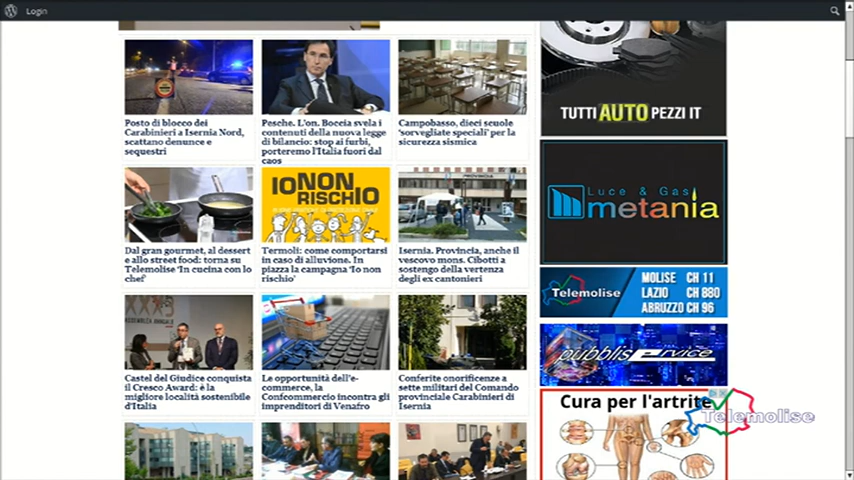 Login
Posto di blocco dei
Carabinieri a Isernia Nord,
scattano denunce e
sequestri
Pesche. L'on. Boccia svela i
contenuti della nuova legge
di bilancio: stop ai furbi,
porteremo l'Italia fuori dal
caos
Campobasso, dieci scuole
'sorvegliate speciali' per la
sicurezza sismica
TUTTI AUTO PEZZI IT
Luce & Gas
metania
IO NON
RISCHIO
PROVINCIA
Dal gran gourmet, al dessert
e allo street food: torna su
Telemolise 'In cucina con lo
chef'
Termoli: come comportarsi
in caso di alluvione. In
piazza la campagna 'Io non
rischio'
Isernia. Provincia, anche il
vescovo mons. Cibotti a
sostegno della vertenza
degli ex cantonieri
Telemolise
MOLISE CH 11
LAZIO CH 880
ABRUZZO CH 96
ASSEMBLEA ANNUALE
pubbliservice
Castel del Giudice conquista
il Cresco Award: è la
migliore località sostenibile
d'Italia
Le opportunità dell'e-
commerce, la
Confcommercio incontra gli
imprenditori di Venafro
Conferite onorificenze a
sette militari del Comando
provinciale Carabinieri di
Isernia
Cura per l'artrite
Telemolise